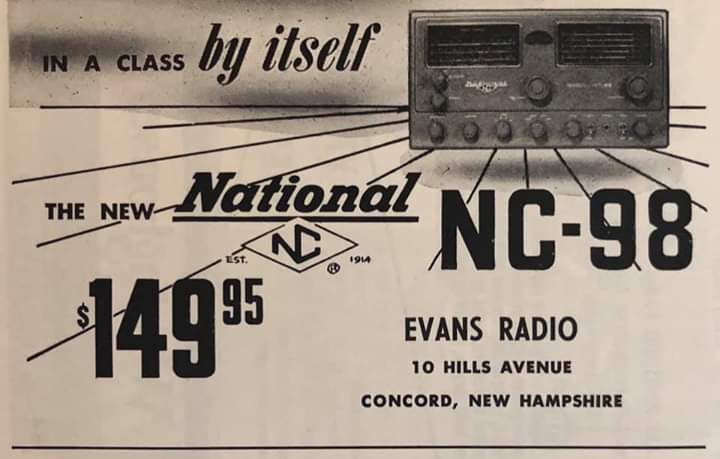 IN A CLASS by itself
THE NEW National NC-98
NC
EST. ® 1914
$149 95
EVANS RADIO
10 HILLS AVENUE
CONCORD, NEW HAMPSHIRE